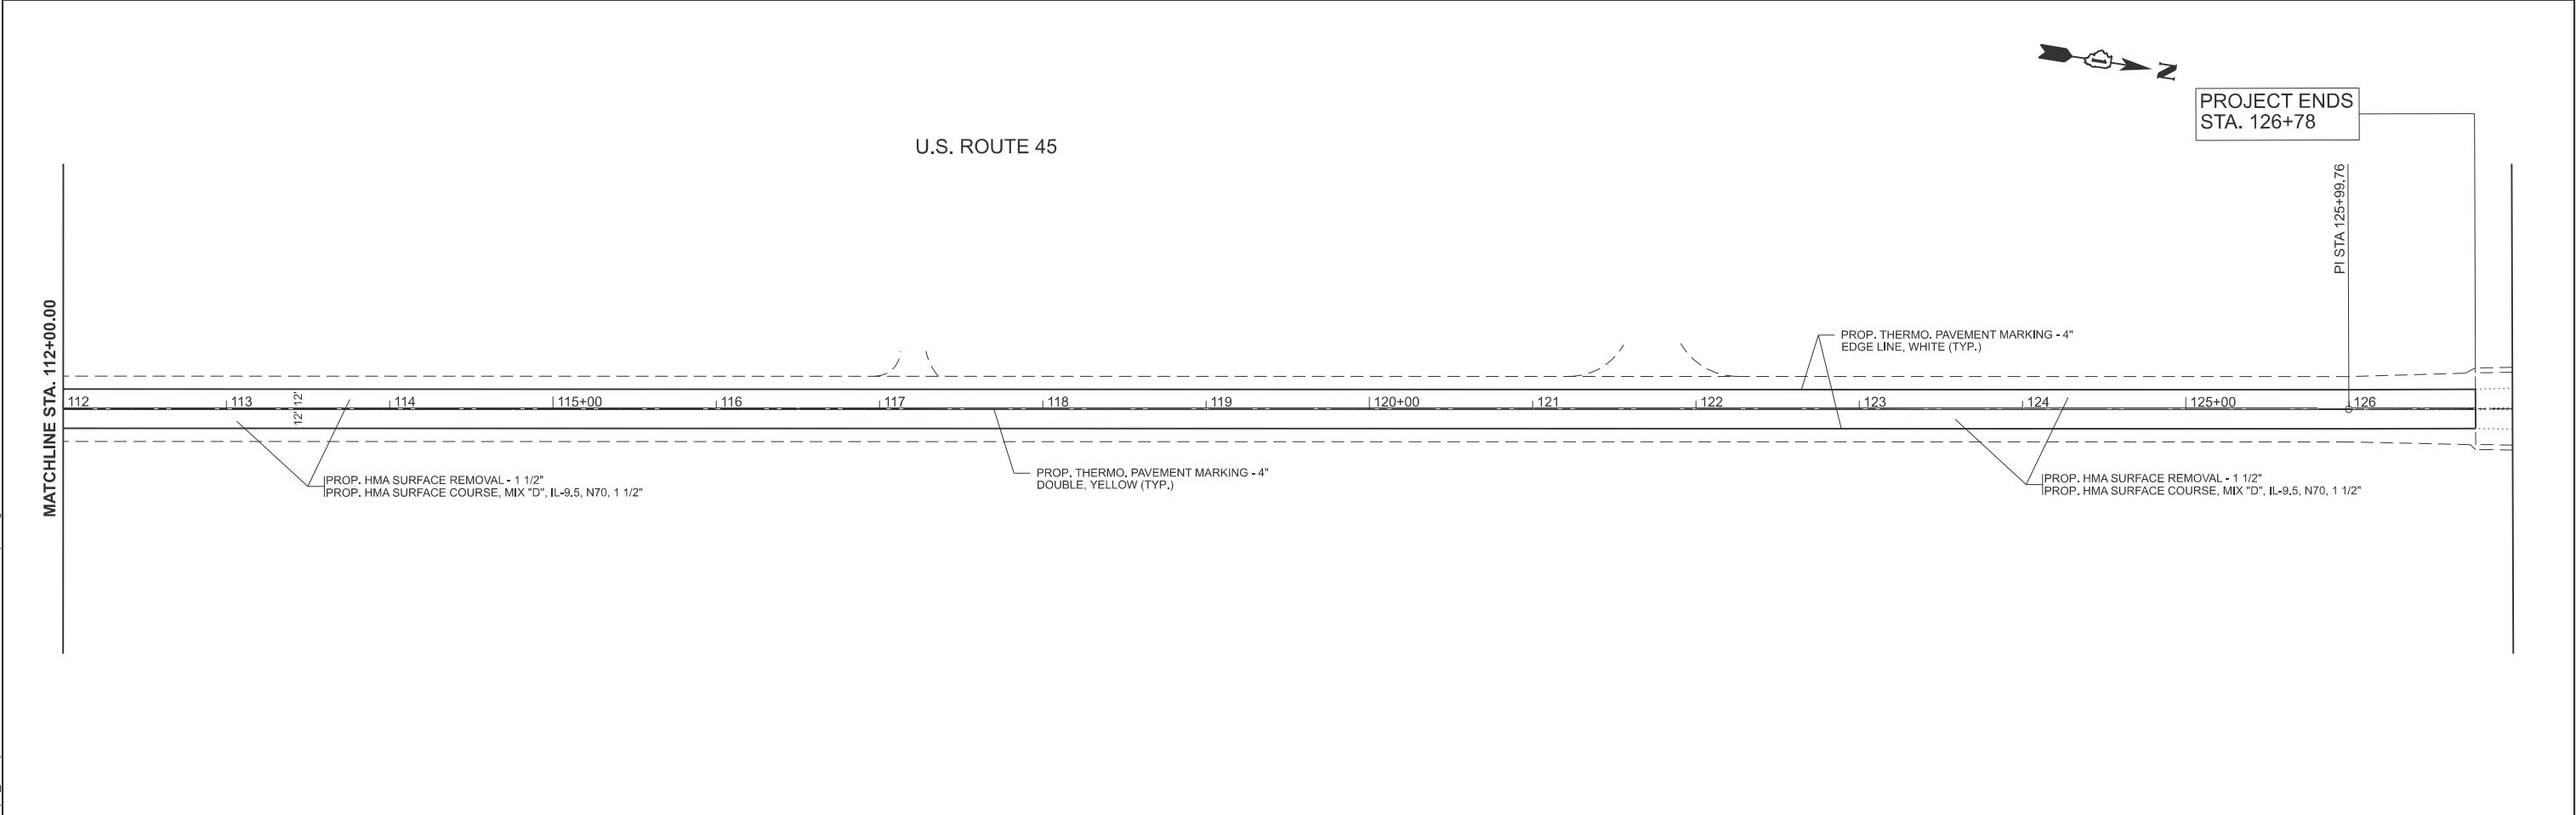 N
PROJECT ENDS
STA. 126+78
U.S. ROUTE 45
PI STA 125+99.76
MATCHLINE STA. 112+00.00
PROP. THERMO. PAVEMENT MARKING - 4"
EDGE LINE, WHITE (TYP.)
112 113 114 115+00 116 117 118 119 120+00 121 122 123 124 125+00 126
12' 12'
PROP. THERMO. PAVEMENT MARKING - 4"
DOUBLE, YELLOW (TYP.)
PROP. HMA SURFACE REMOVAL - 1 1/2"
PROP. HMA SURFACE COURSE, MIX "D", IL-9.5, N70, 1 1/2"
PROP. HMA SURFACE REMOVAL - 1 1/2"
PROP. HMA SURFACE COURSE, MIX "D", IL-9.5, N70, 1 1/2"